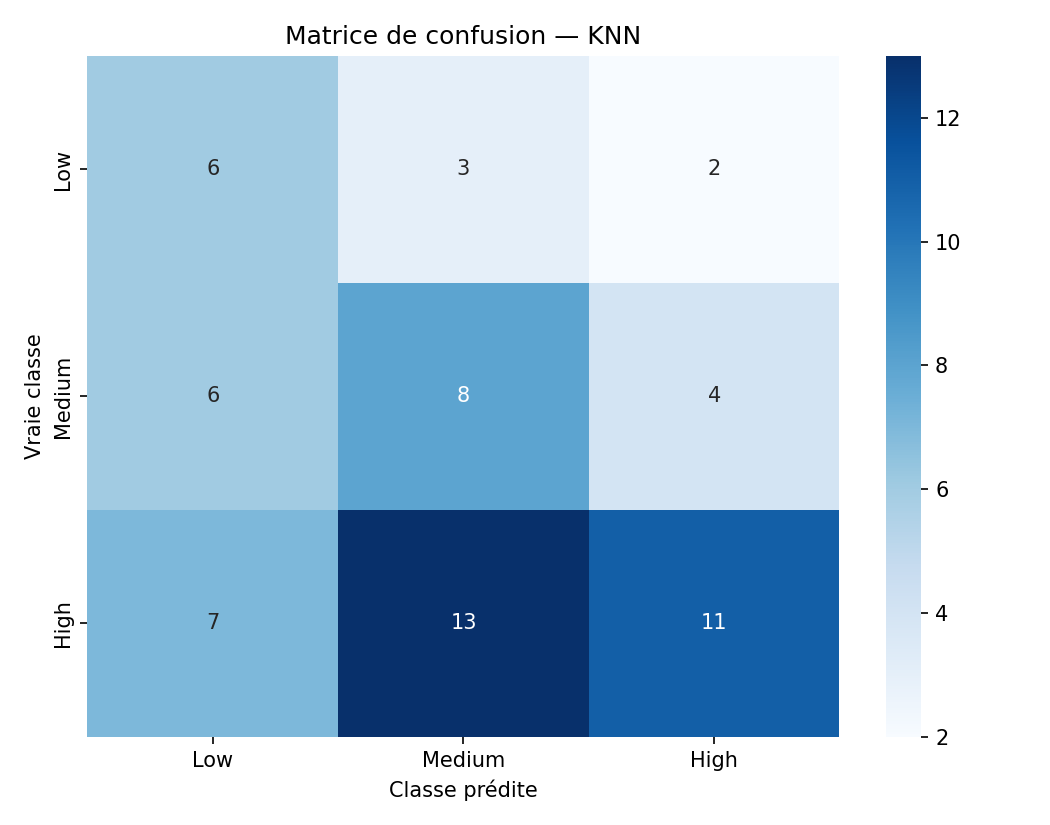 Matrice de confusion — KNN
Vraie classe
Low
6
3
2
Medium
6
8
4
High
7
13
11
Low
Medium
High
Classe prédite
12
10
8
6
4
2